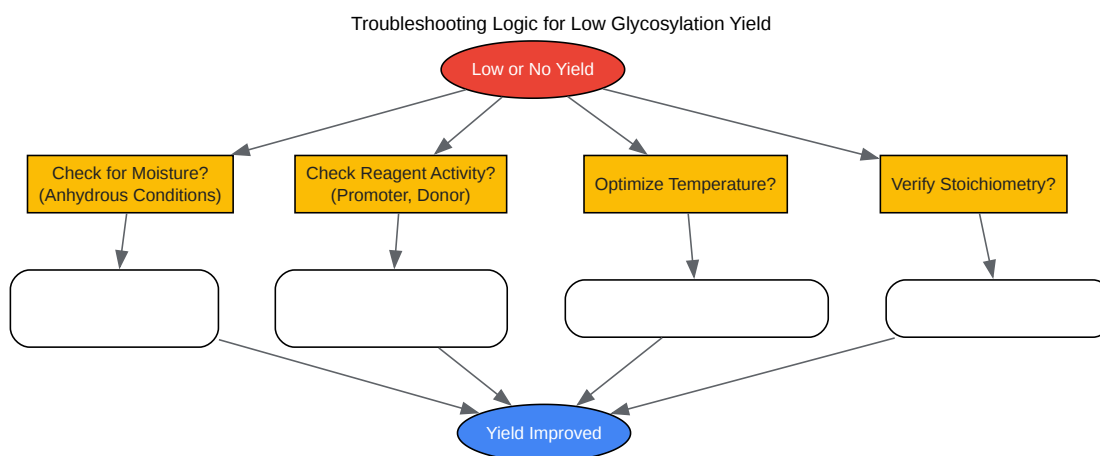 Troubleshooting Logic for Low Glycosylation Yield
Low or No Yield
Check for Moisture?
(Anhydrous Conditions)
Check Reagent Activity?
(Promoter, Donor)
Optimize Temperature?
Verify Stoichiometry?
Yield Improved